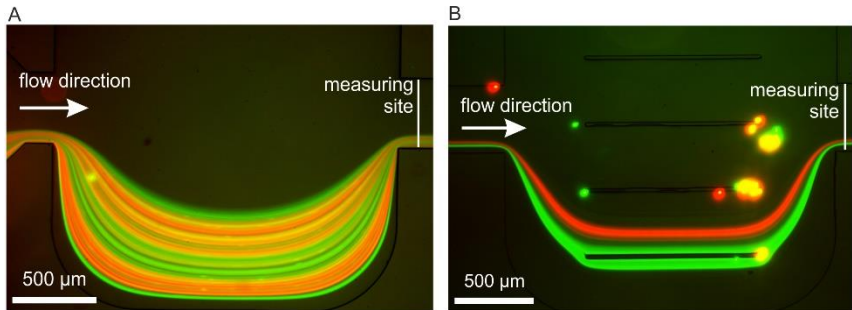 A
flow direction
measuring
site
500 µm
B
flow direction
measuring
site
500 µm